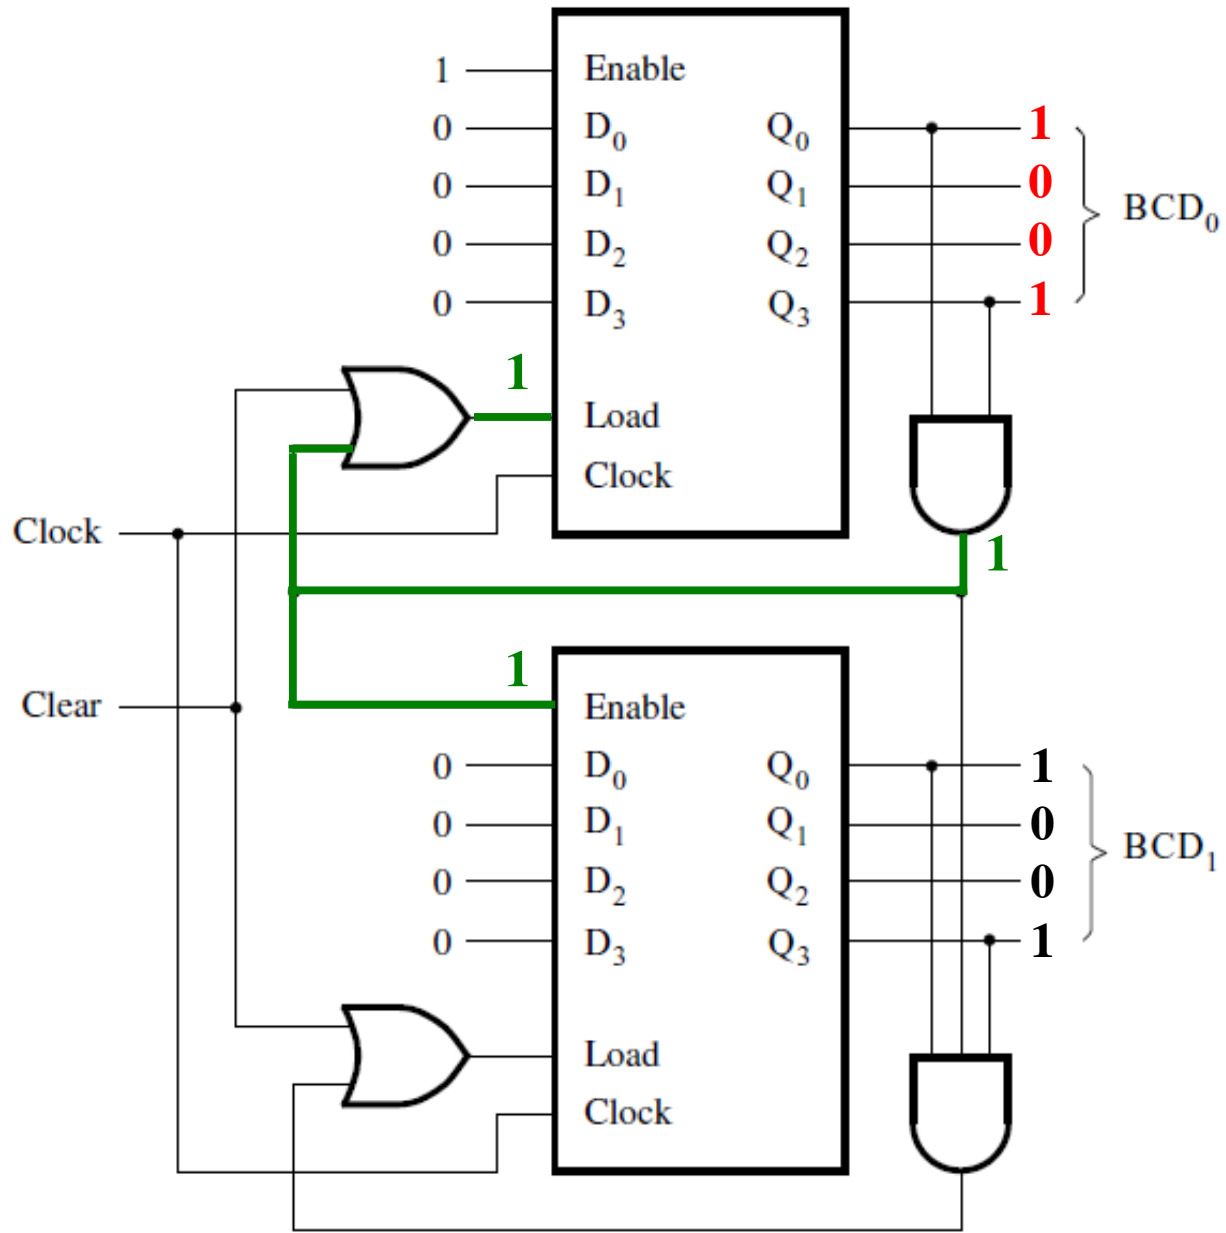 1 Enable
0 D0 Q0 1
0 D1 Q1 0
BCD0
0 D2 Q2 0
0 D3 Q3 1
1
Load
Clock
Clock
1
1
Clear
Enable
0 D0 Q0 1
0 D1 Q1 0
BCD1
0 D2 Q2 0
0 D3 Q3 1
Load
Clock